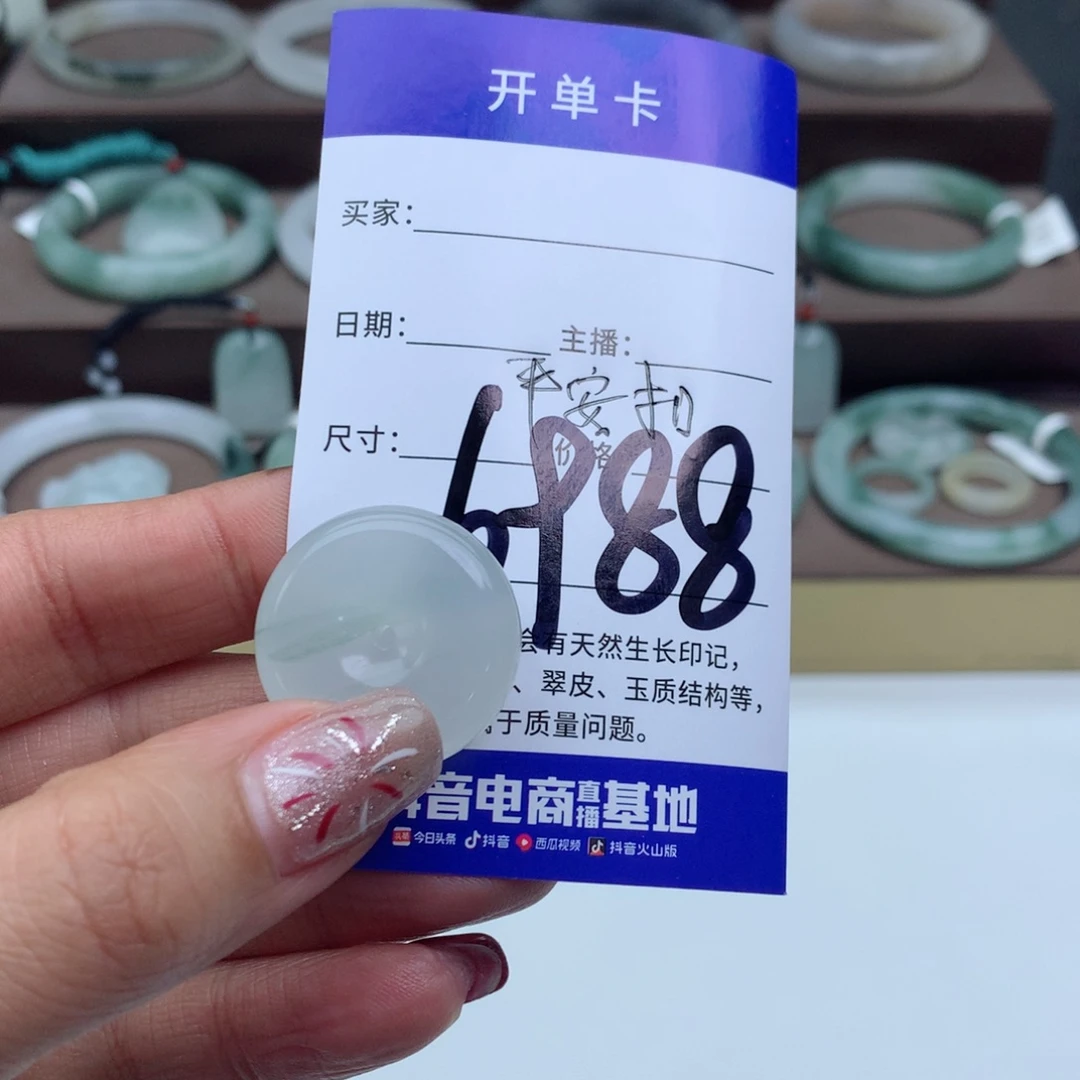 开单卡
买家：
日期： 主播：
平安扣
尺寸： 价格
6988
会有天然生长印记，
、翠皮、玉质结构等，
于质量问题。
音电商直播基地
今日头条 抖音 西瓜视频 抖音火山版